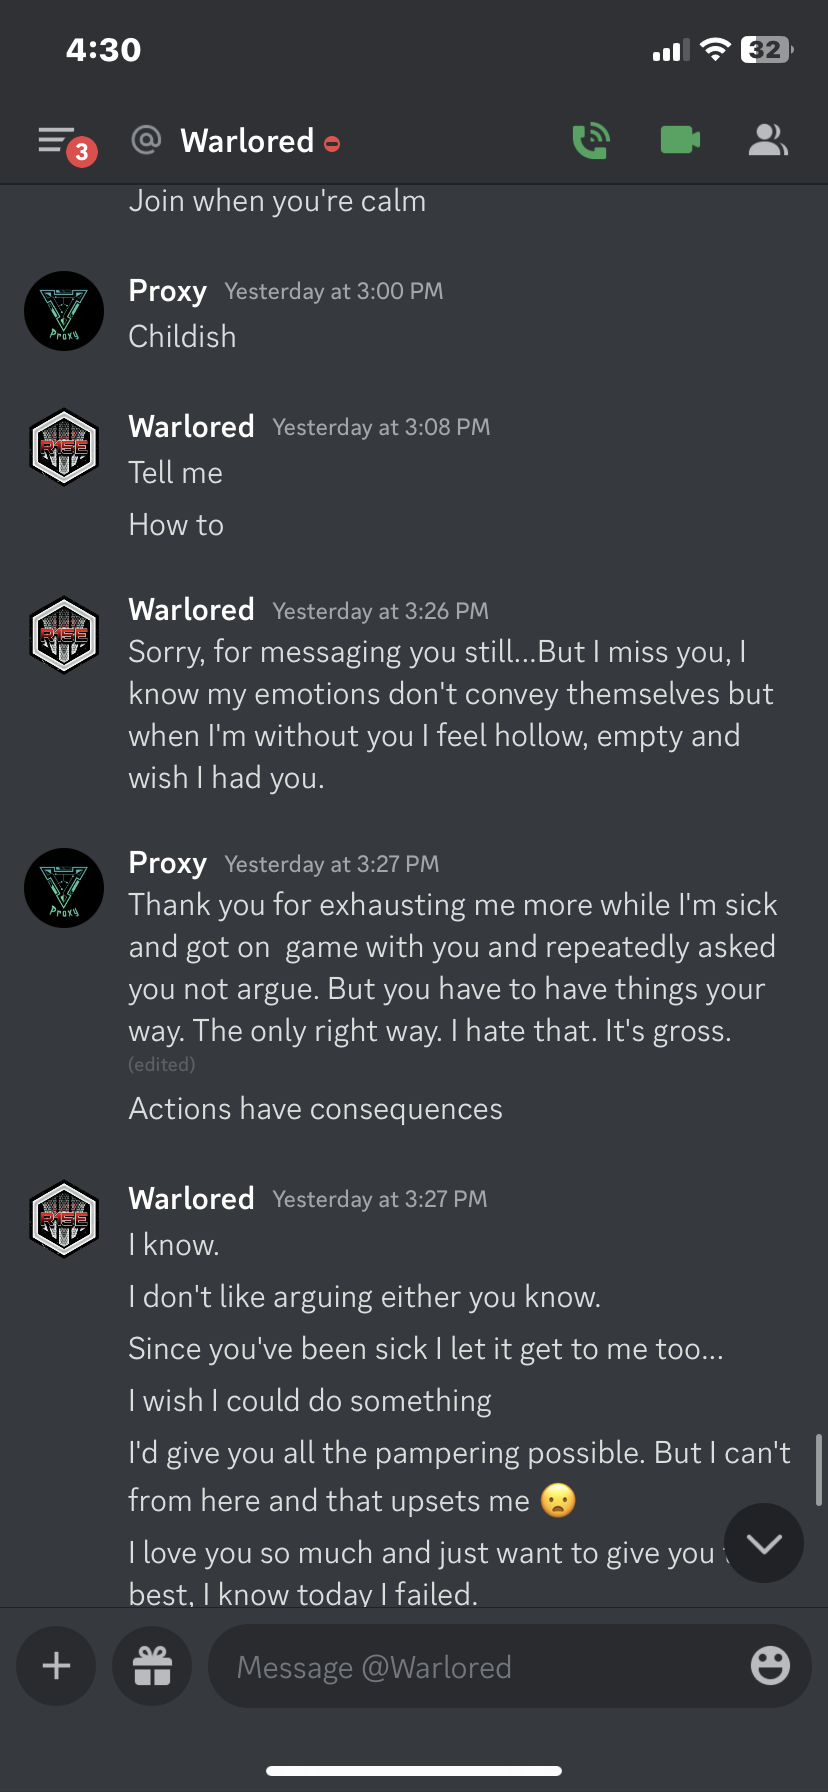 4:30
32
3
Warlored
Join when you're calm
Proxy Yesterday at 3:00 PM
Proxy
Childish
Warlored Yesterday at 3:08 PM
R1SE
Tell me
How to
Warlored Yesterday at 3:26 PM
R1SE
Sorry, for messaging you still...But I miss you, I
know my emotions don't convey themselves but
when I'm without you I feel hollow, empty and
wish I had you.
Proxy Yesterday at 3:27 PM
Proxy
Thank you for exhausting me more while I'm sick
and got on  game with you and repeatedly asked
you not argue. But you have to have things your
way. The only right way. I hate that. It's gross.
(edited)
Actions have consequences
Warlored Yesterday at 3:27 PM
R1SE
I know.
I don't like arguing either you know.
Since you've been sick I let it get to me too...
I wish I could do something
I'd give you all the pampering possible. But I can't
from here and that upsets me 😦
I love you so much and just want to give you
best, I know today I failed.
Message @Warlored